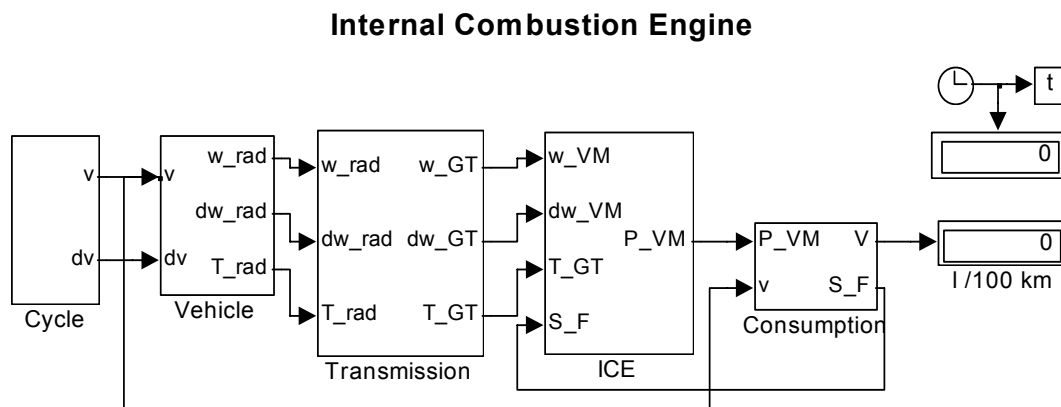 Internal Combustion Engine
t
0
v
dv
Cycle
v
dv
w_rad
dw_rad
T_rad
Vehicle
w_rad
dw_rad
T_rad
w_GT
dw_GT
T_GT
Transmission
w_VM
dw_VM
T_GT
S_F
P_VM
ICE
P_VM
v
V
S_F
Consumption
0
l /100 km